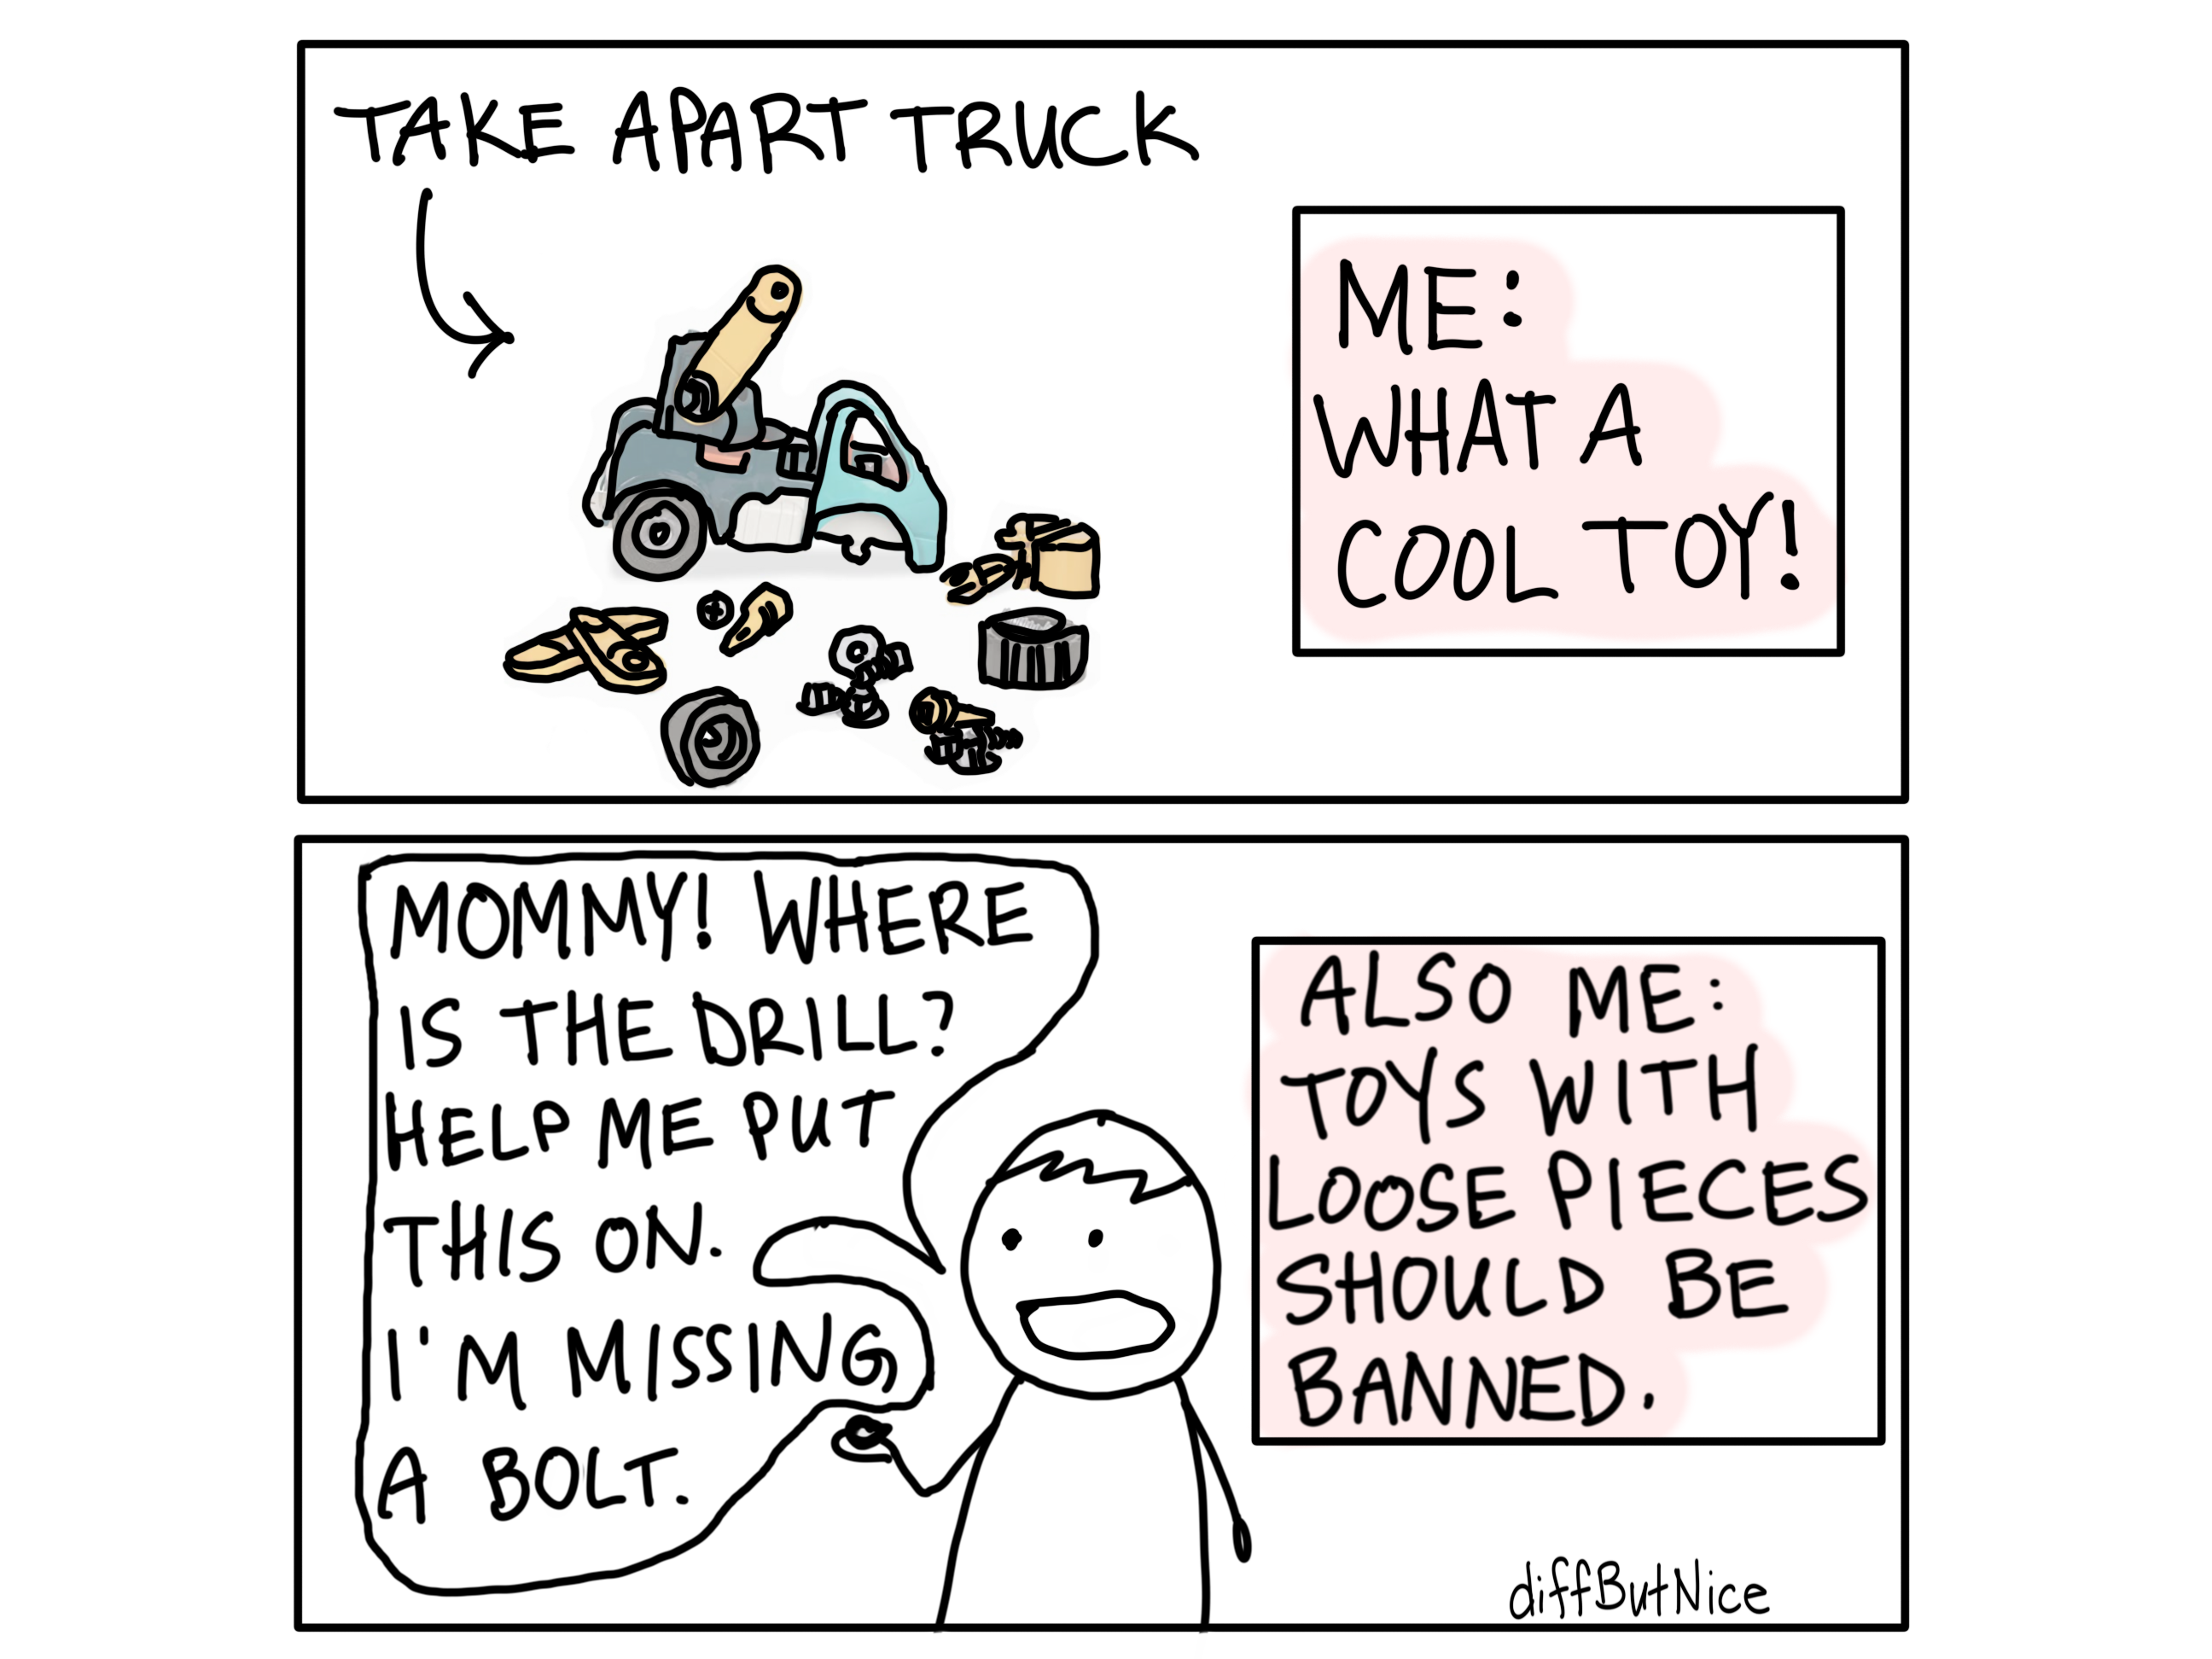 TAKE APART TRUCK
ME:
WHAT A
COOL TOY!
MOMMY! WHERE
IS THE DRILL?
HELP ME PUT
THIS ON.
I'M MISSING
A BOLT.
ALSO ME:
TOYS WITH
LOOSE PIECES
SHOULD BE
BANNED.
diffButNice